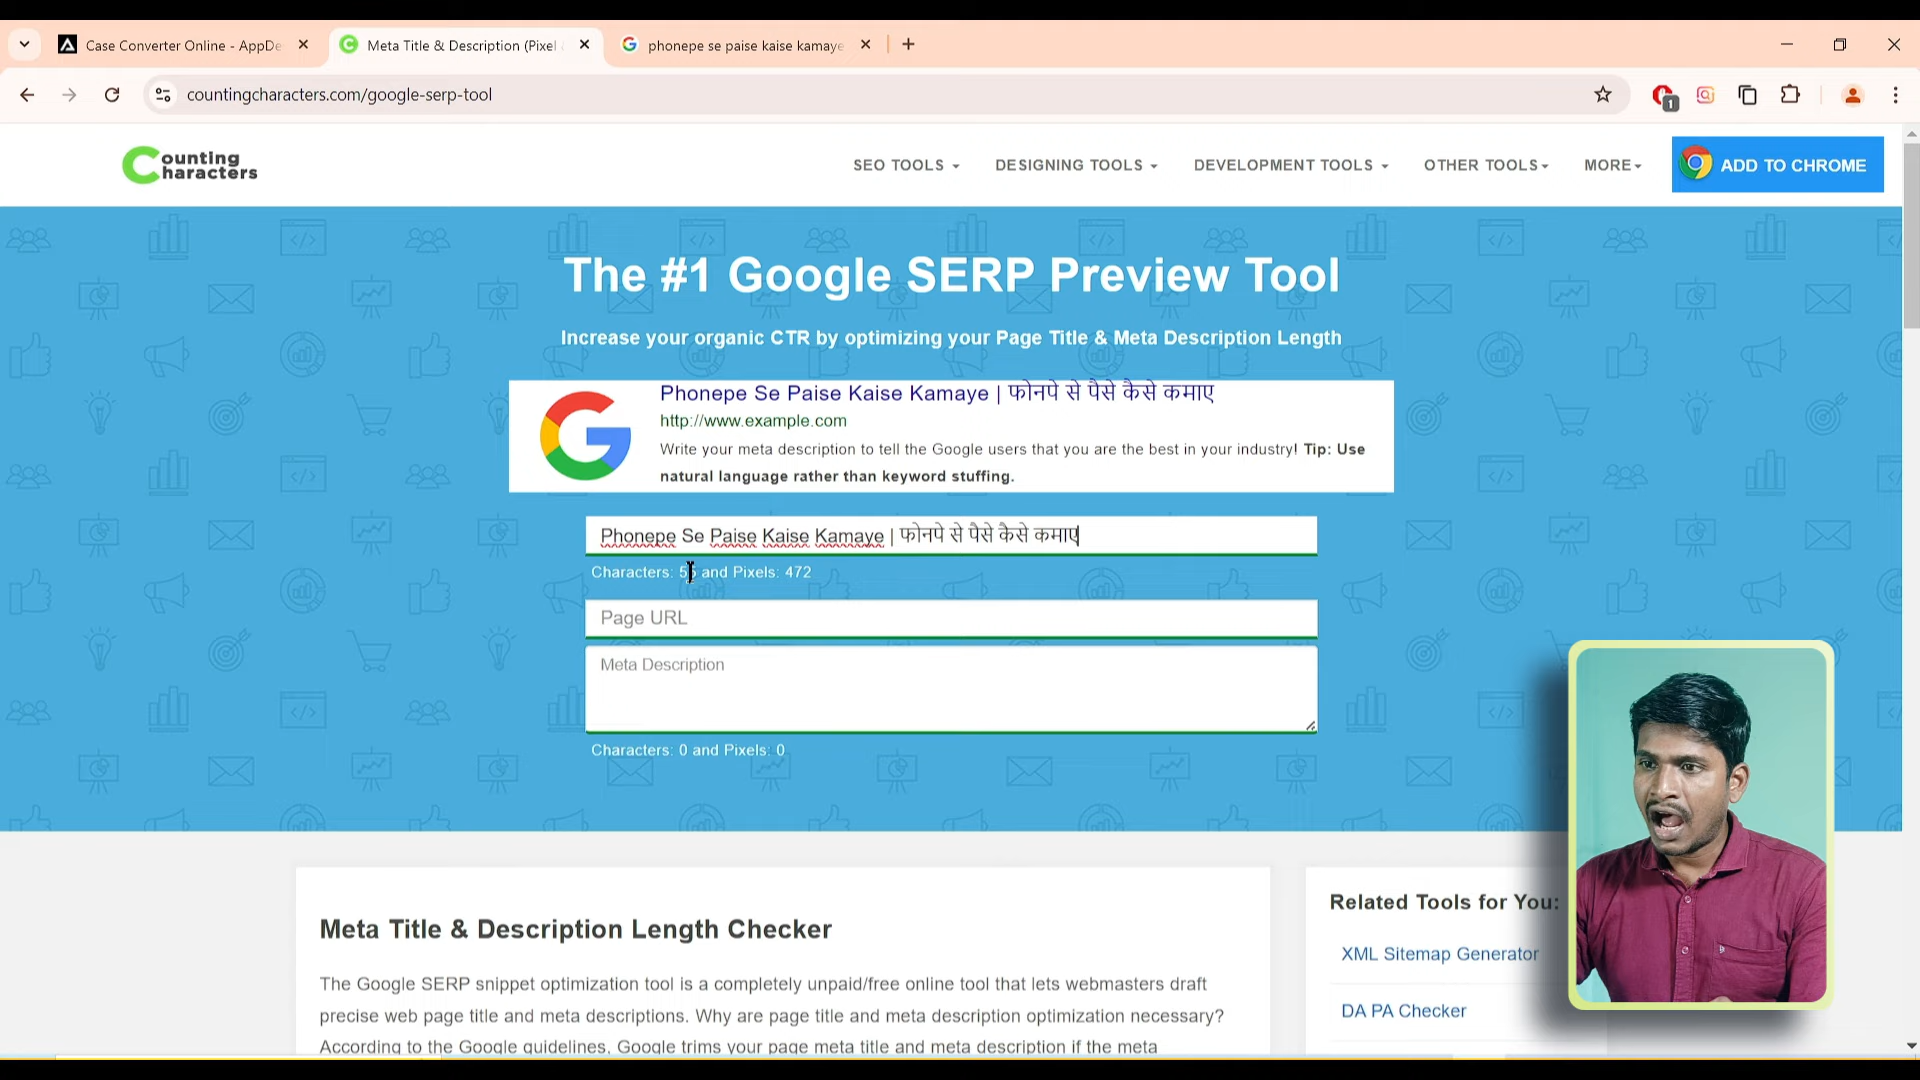 Case Converter Online - AppDe
Meta Title & Description (Pixel
phonepe se paise kaise kamaye
countingcharacters.com/google-serp-tool
1
Counting
Characters
SEO TOOLS
DESIGNING TOOLS
DEVELOPMENT TOOLS
OTHER TOOLS
MORE
ADD TO CHROME
The #1 Google SERP Preview Tool
Increase your organic CTR by optimizing your Page Title & Meta Description Length
Phonepe Se Paise Kaise Kamaye | फोनपे से पैसे कैसे कमाए
http://www.example.com
Write your meta description to tell the Google users that you are the best in your industry! Tip: Use
natural language rather than keyword stuffing.
Phonepe Se Paise Kaise Kamaye | फोनपे से पैसे कैसे कमाए
Characters: 55 and Pixels: 472
Page URL
Meta Description
Characters: 0 and Pixels: 0
Meta Title & Description Length Checker
The Google SERP snippet optimization tool is a completely unpaid/free online tool that lets webmasters draft
precise web page title and meta descriptions. Why are page title and meta description optimization necessary?
According to the Google guidelines, Google trims your page meta title and meta description if the meta
Related Tools for You:
XML Sitemap Generator
DA PA Checker